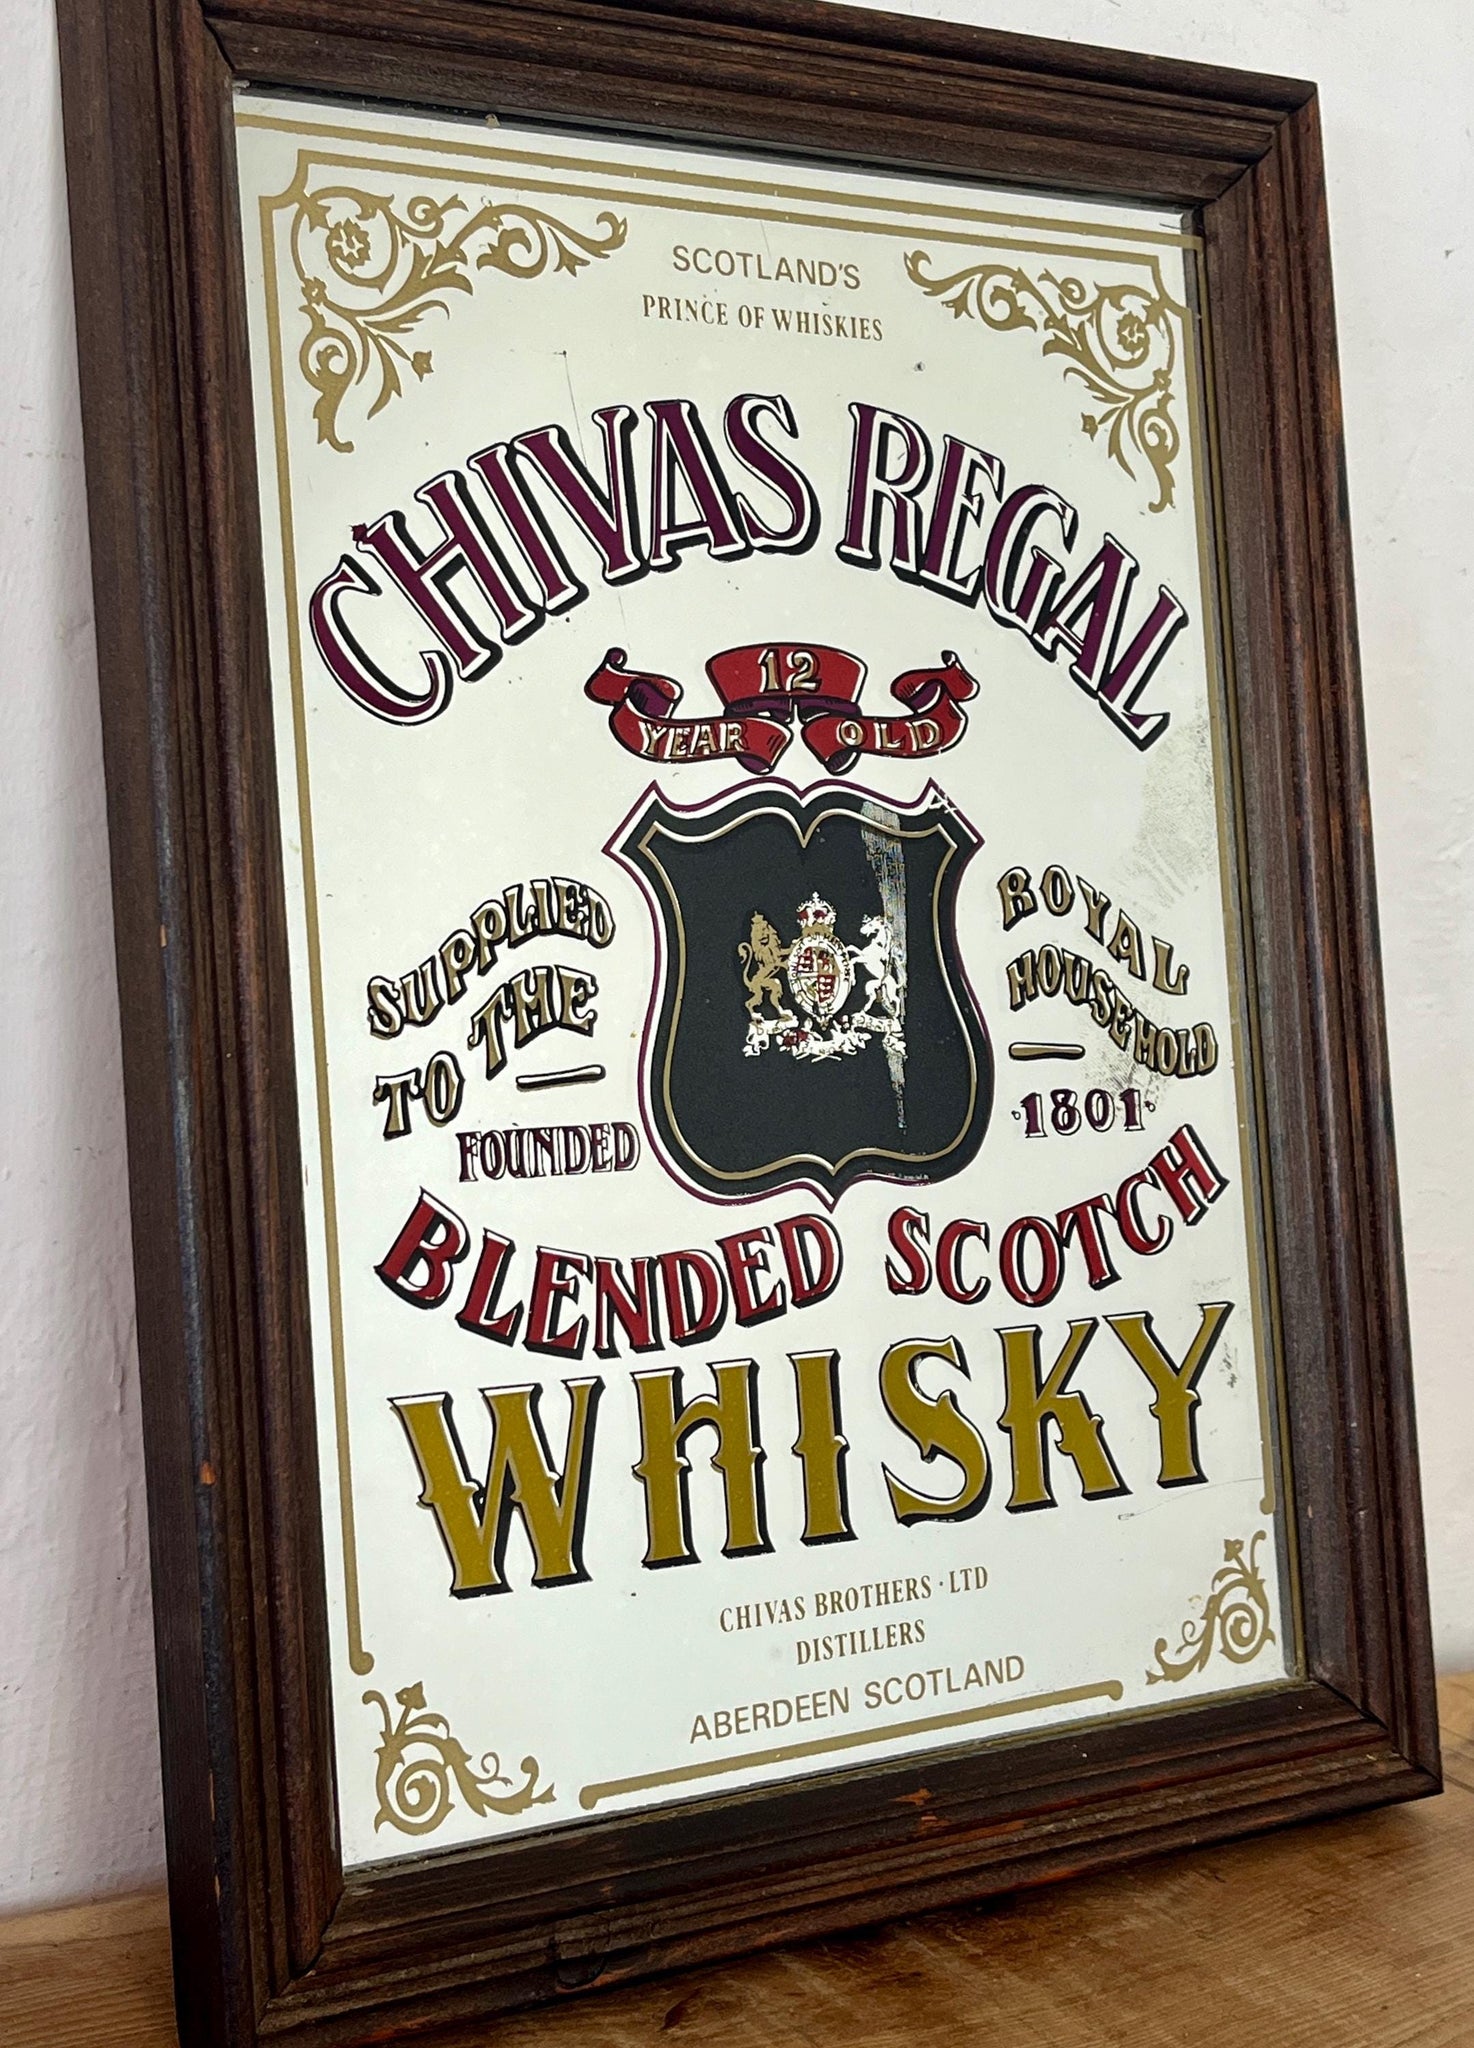 SCOTLAND'S
PRINCE OF WHISKIES
CHIVAS REGAL
12
YEAR OLD
SUPPLIED
TO THE
ROYAL
HOUSEHOLD
FOUNDED
1801
BLENDED SCOTCH
WHISKY
CHIVAS BROTHERS · LTD
DISTILLERS
ABERDEEN SCOTLAND